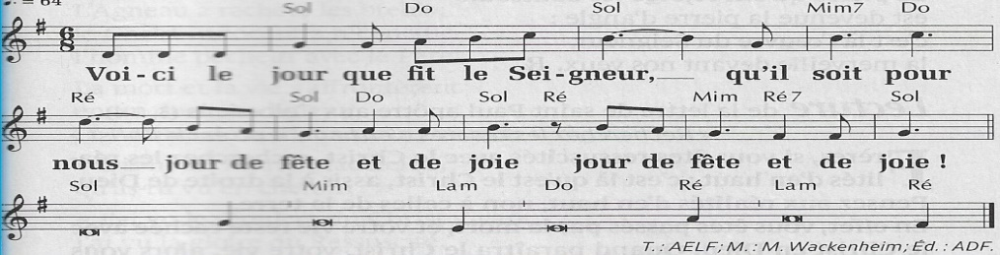 ♩. = 64
Sol Do Sol Mim7 Do
6
8
Voi - ci le jour que fit le Sei - gneur, qu'il soit pour
Ré Sol Do Sol Ré Mim Ré 7 Sol
nous jour de fête et de joie jour de fête et de joie !
Sol Mim Lam Do Ré Lam Ré
T. : AELF ; M. : M. Wackenheim ; Éd. : ADF.